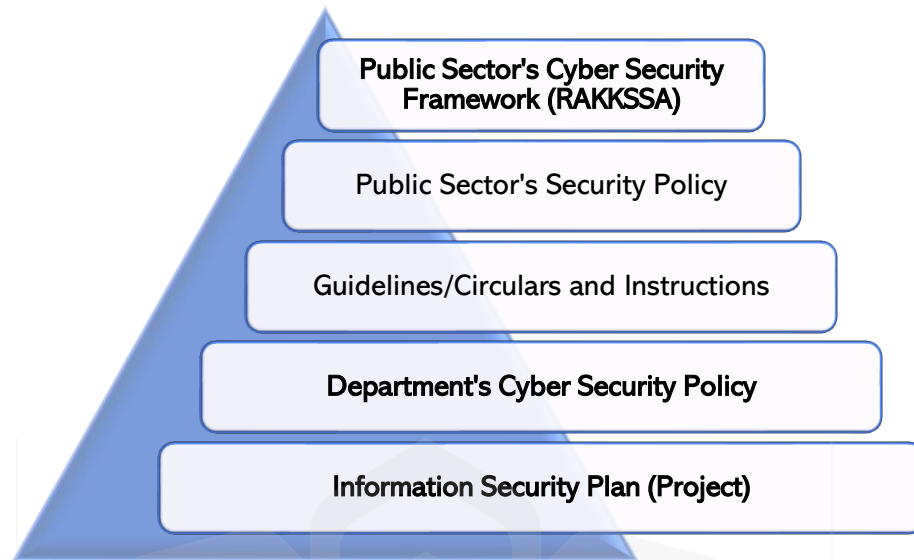 Public Sector's Cyber Security
Framework (RAKKSSA)
Public Sector's Security Policy
Guidelines/Circulars and Instructions
Department's Cyber Security Policy
Information Security Plan (Project)